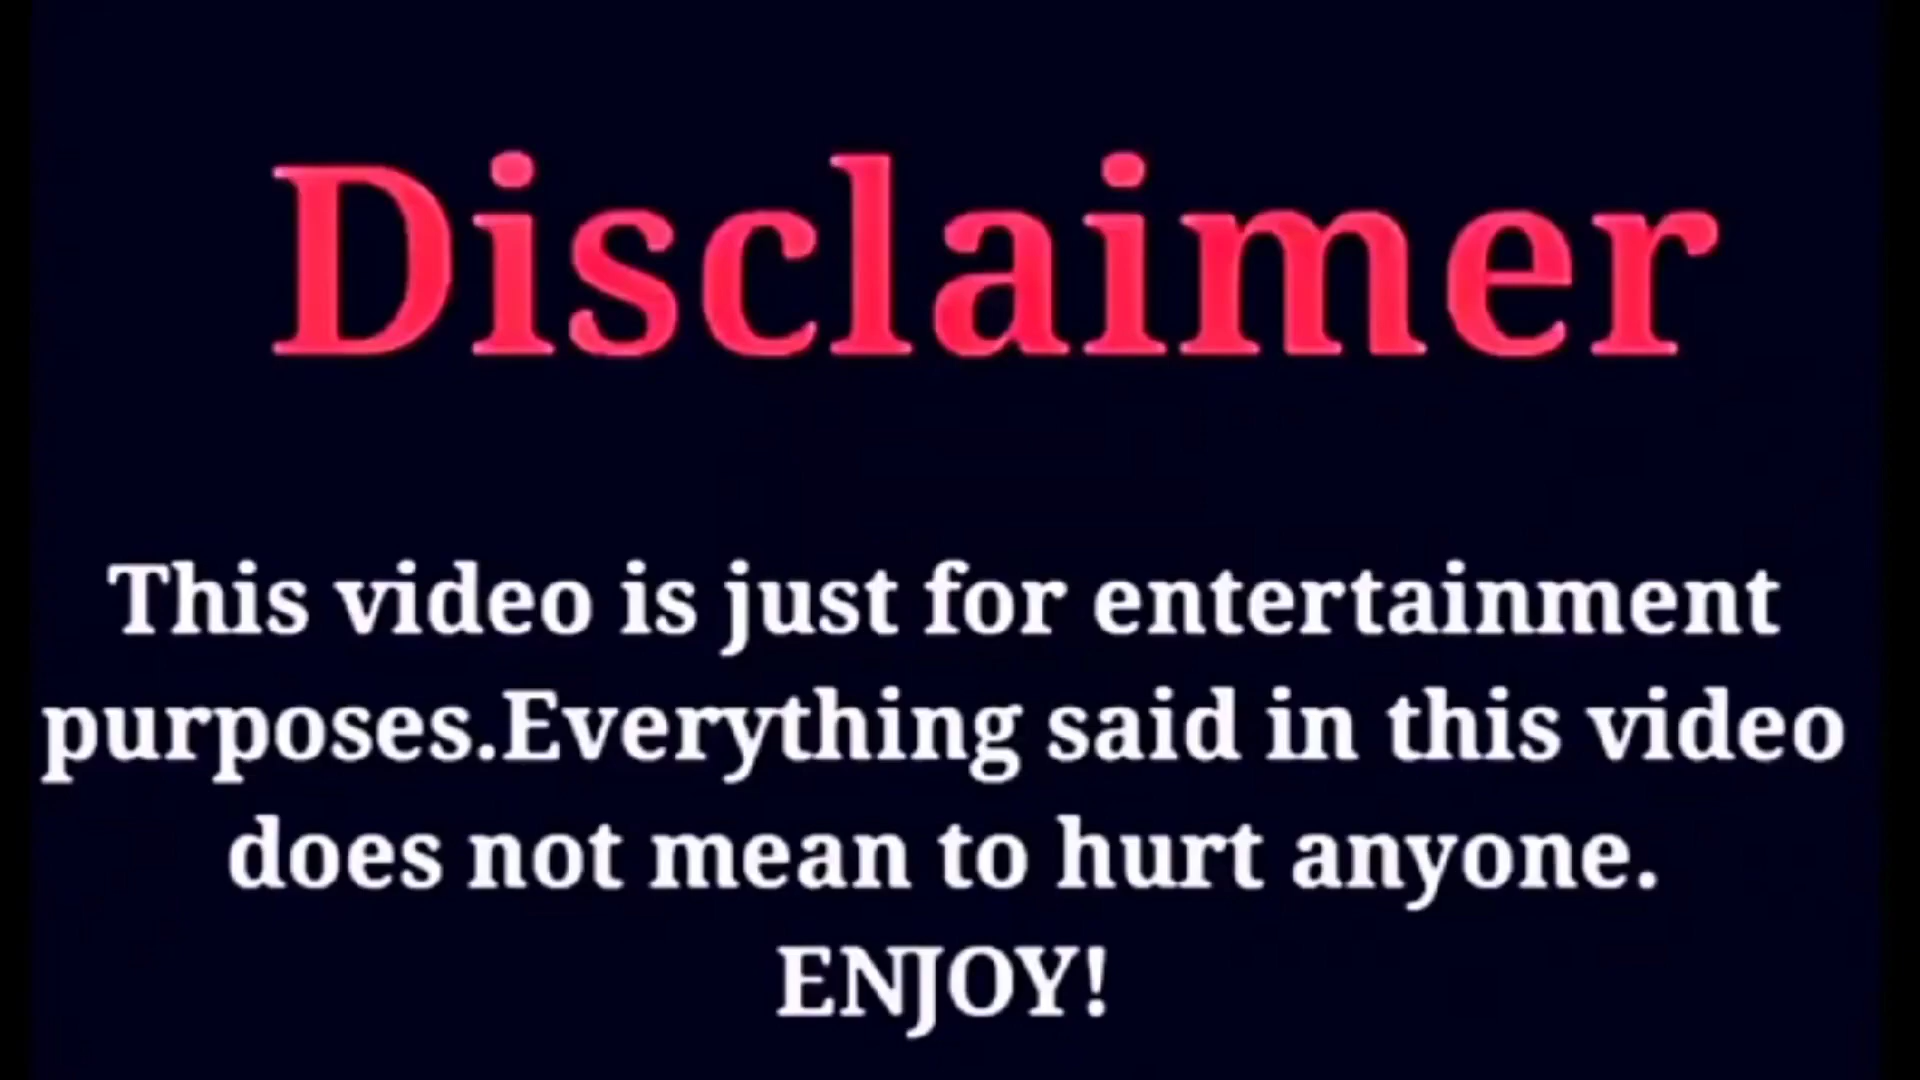 Disclaimer
This video is just for entertainment
purposes.Everything said in this video
does not mean to hurt anyone.
ENJOY!